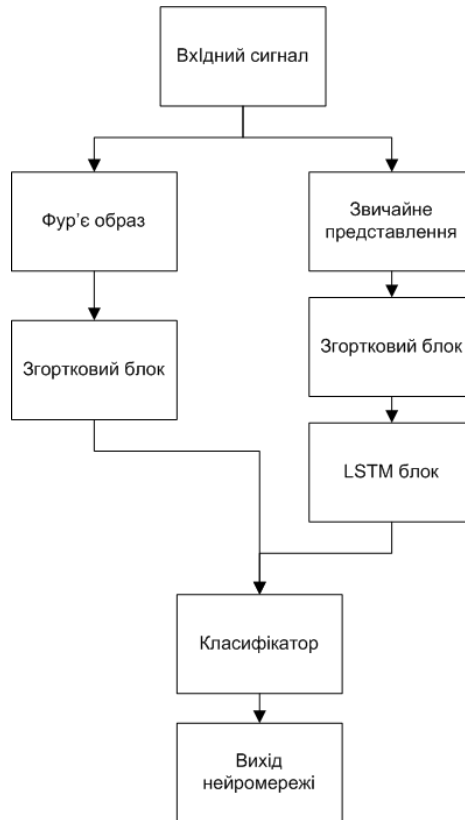 ВхІдний сигнал
Фур’є образ
Звичайне
представлення
Згортковий блок
Згортковий блок
LSTM блок
Класифікатор
Вихід
нейромережі